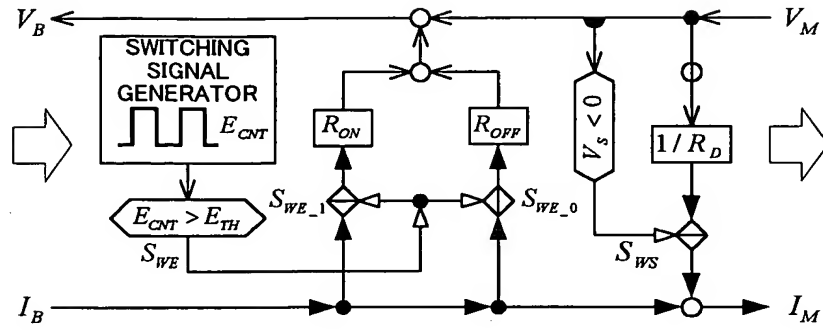 V_B V_M
SWITCHING
SIGNAL
GENERATOR
E_CNT
R_ON R_OFF
V_S < 0
1 / R_D
E_CNT > E_TH
S_WE_1 S_WE_0
S_WE
S_WS
I_B I_M